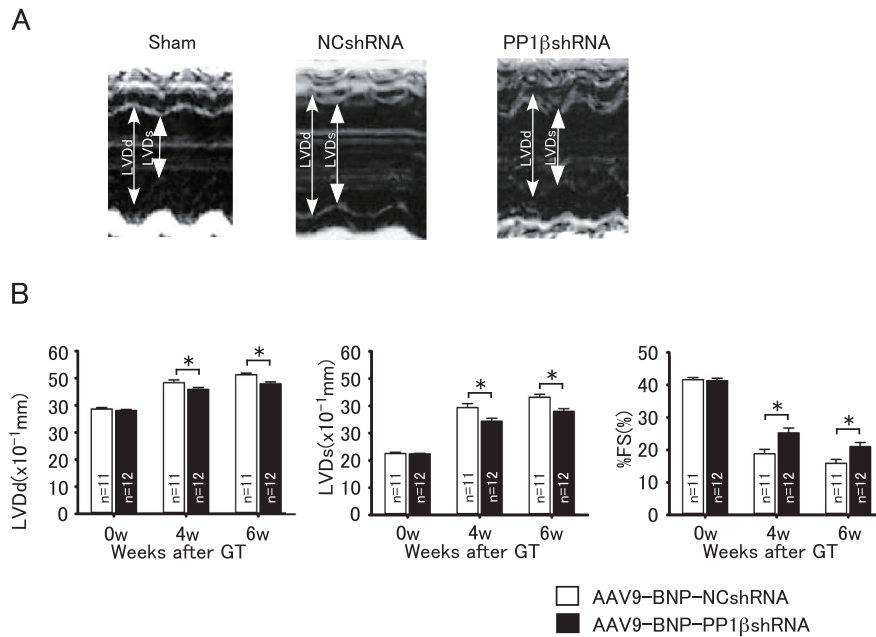 A
Sham
NCshRNA
PP1βshRNA
LVDd
LVDs
LVDd
LVDs
LVDd
LVDs
B
LVDd(x10⁻¹mm)
60
50
40
30
20
10
0
*
*
n=11
n=12
n=11
n=12
n=11
n=12
0w 4w 6w
Weeks after GT
LVDs(x10⁻¹mm)
60
50
40
30
20
10
0
*
*
n=11
n=12
n=11
n=12
n=11
n=12
0w 4w 6w
Weeks after GT
%FS(%)
50
40
30
20
10
0
*
*
n=11
n=12
n=11
n=12
n=11
n=12
0w 4w 6w
Weeks after GT
AAV9-BNP-NCshRNA
AAV9-BNP-PP1βshRNA